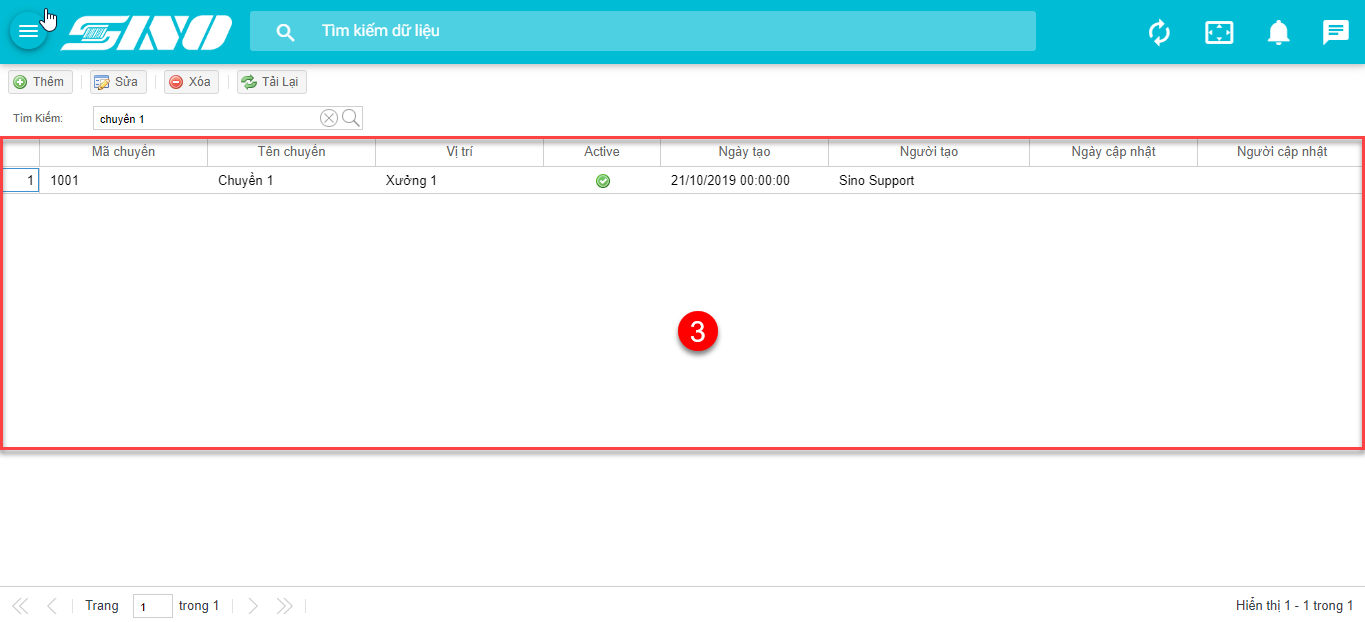 SINO Tìm kiếm dữ liệu
Thêm Sửa Xóa Tải Lại
Tìm Kiếm: chuyền 1
Mã chuyền Tên chuyền Vị trí Active Ngày tạo Người tạo Ngày cập nhật Người cập nhật
1 1001 Chuyền 1 Xưởng 1 21/10/2019 00:00:00 Sino Support
3
Trang 1 trong 1 Hiển thị 1 - 1 trong 1